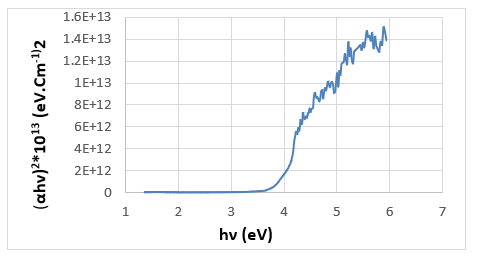 1.6E+13
1.4E+13
1.2E+13
1E+13
8E+12
6E+12
4E+12
2E+12
0
1 2 3 4 5 6 7
hν (eV)
(αhν)²*10¹³ (eV.Cm⁻¹)2